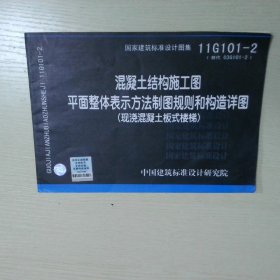 国家建筑标准设计图集 11G101-2
(替代 03G101-2)
混凝土结构施工图
平面整体表示方法制图规则和构造详图
(现浇混凝土板式楼梯)
中国建筑标准设计研究院
GUOJIAJIANZHUBIAOZHUNSHEJI 11G101-2